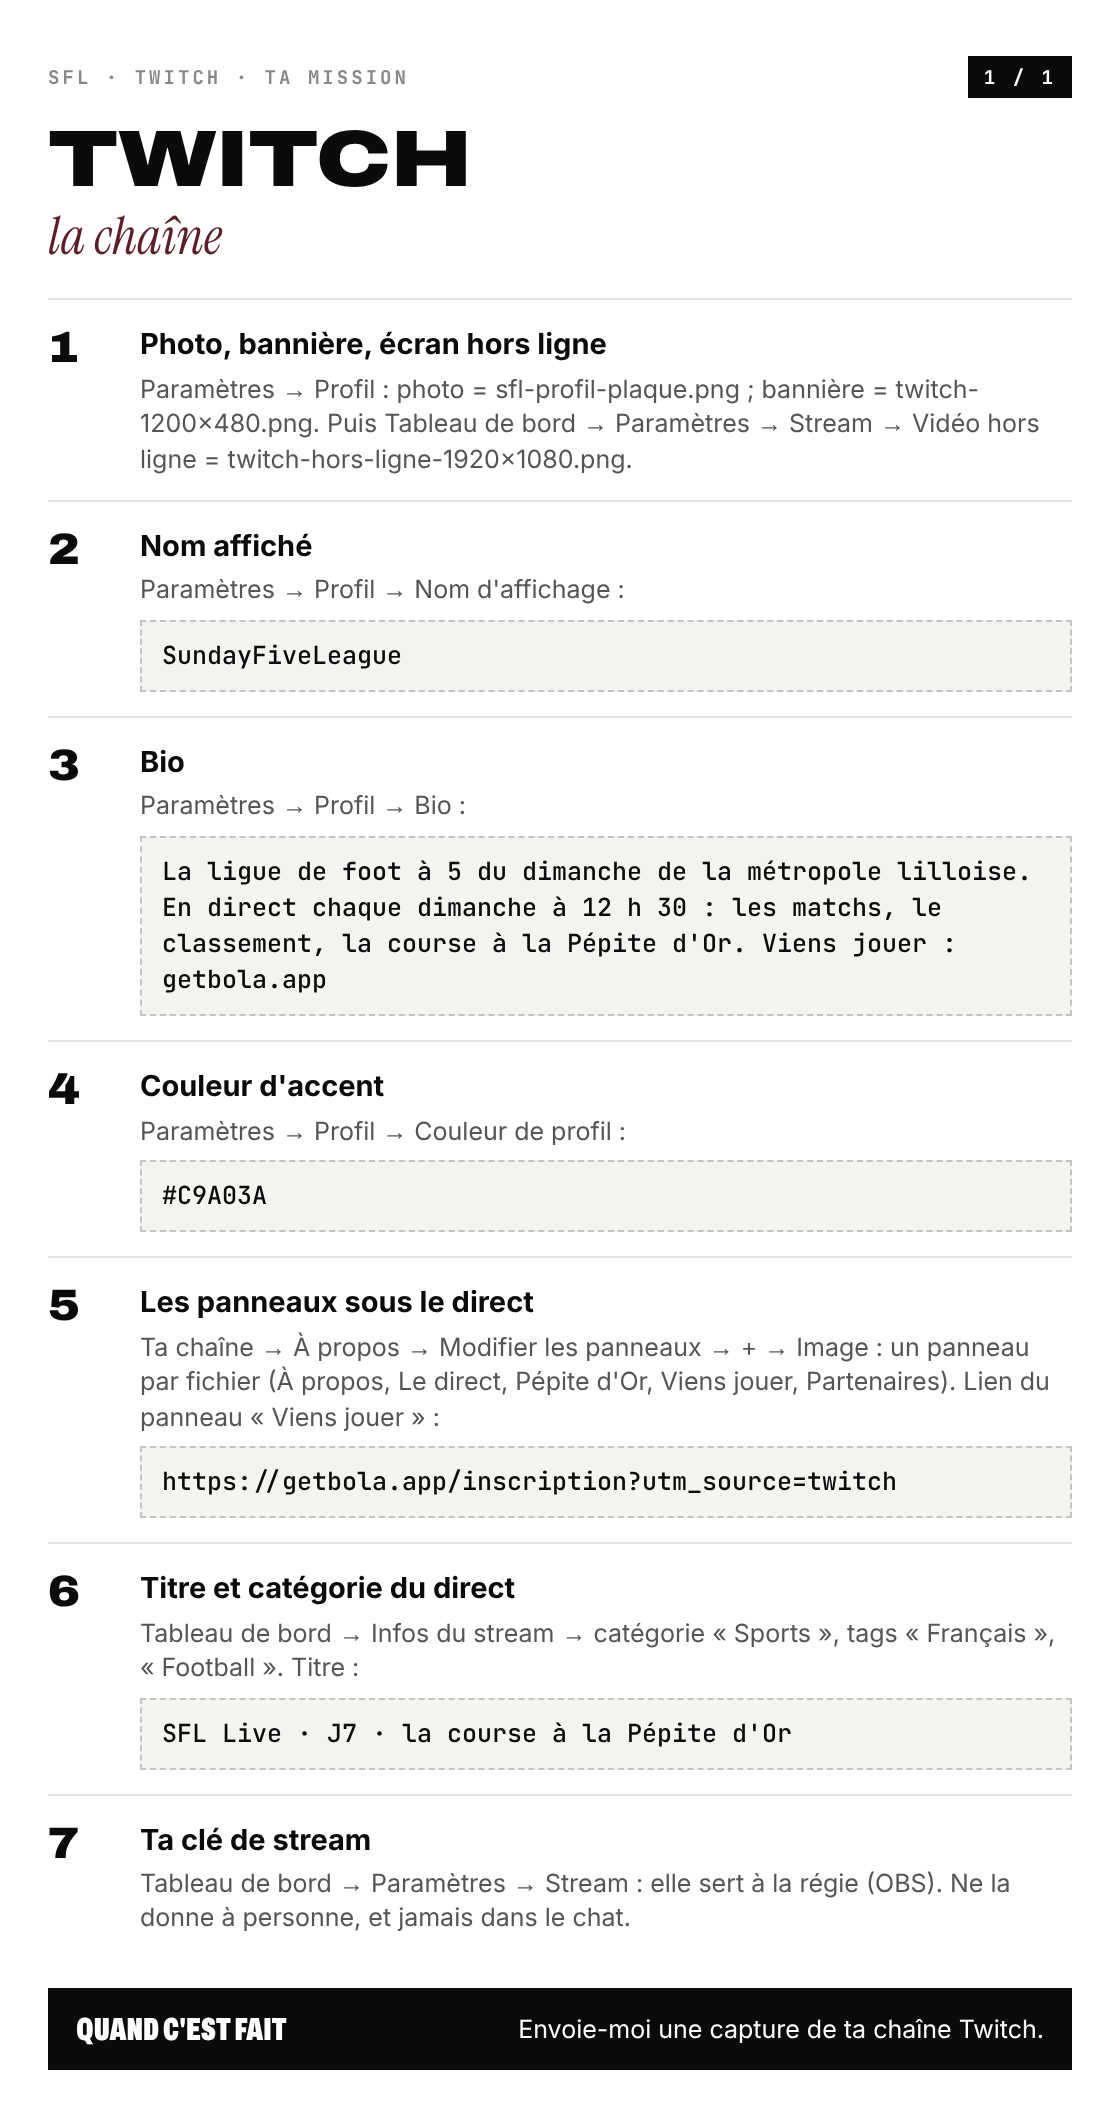 SFL · TWITCH · TA MISSION
1 / 1
TWITCH
la chaîne
1
Photo, bannière, écran hors ligne
Paramètres → Profil : photo = sfl-profil-plaque.png ; bannière = twitch-
1200×480.png. Puis Tableau de bord → Paramètres → Stream → Vidéo hors
ligne = twitch-hors-ligne-1920×1080.png.
2
Nom affiché
Paramètres → Profil → Nom d'affichage :
SundayFiveLeague
3
Bio
Paramètres → Profil → Bio :
La ligue de foot à 5 du dimanche de la métropole lilloise.
En direct chaque dimanche à 12 h 30 : les matchs, le
classement, la course à la Pépite d'Or. Viens jouer :
getbola.app
4
Couleur d'accent
Paramètres → Profil → Couleur de profil :
#C9A03A
5
Les panneaux sous le direct
Ta chaîne → À propos → Modifier les panneaux → + → Image : un panneau
par fichier (À propos, Le direct, Pépite d'Or, Viens jouer, Partenaires). Lien du
panneau « Viens jouer » :
https://getbola.app/inscription?utm_source=twitch
6
Titre et catégorie du direct
Tableau de bord → Infos du stream → catégorie « Sports », tags « Français »,
« Football ». Titre :
SFL Live · J7 · la course à la Pépite d'Or
7
Ta clé de stream
Tableau de bord → Paramètres → Stream : elle sert à la régie (OBS). Ne la
donne à personne, et jamais dans le chat.
QUAND C'EST FAIT
Envoie-moi une capture de ta chaîne Twitch.